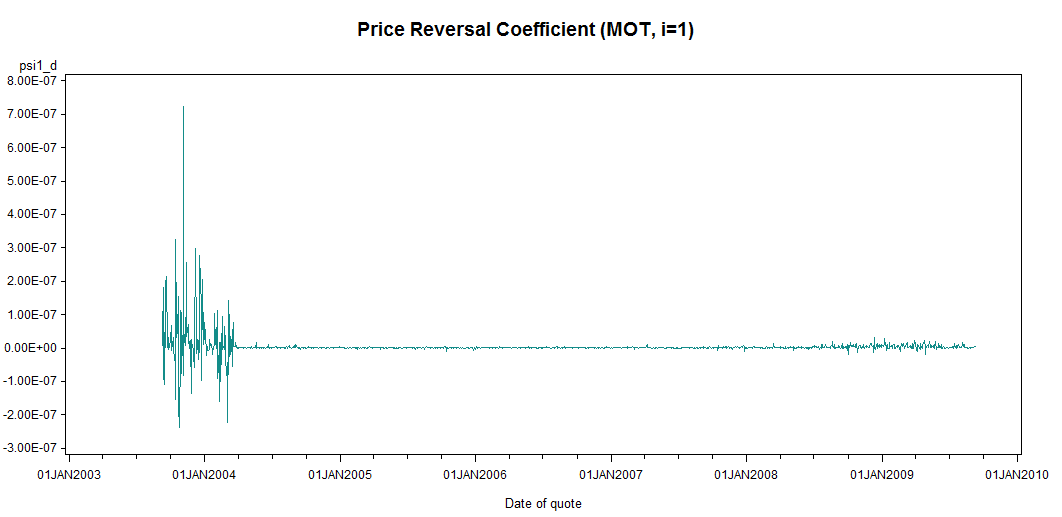 Price Reversal Coefficient (MOT, i=1)
psi1_d
8.00E-07
7.00E-07
6.00E-07
5.00E-07
4.00E-07
3.00E-07
2.00E-07
1.00E-07
0.00E+00
-1.00E-07
-2.00E-07
-3.00E-07
01JAN2003 01JAN2004 01JAN2005 01JAN2006 01JAN2007 01JAN2008 01JAN2009 01JAN2010
Date of quote